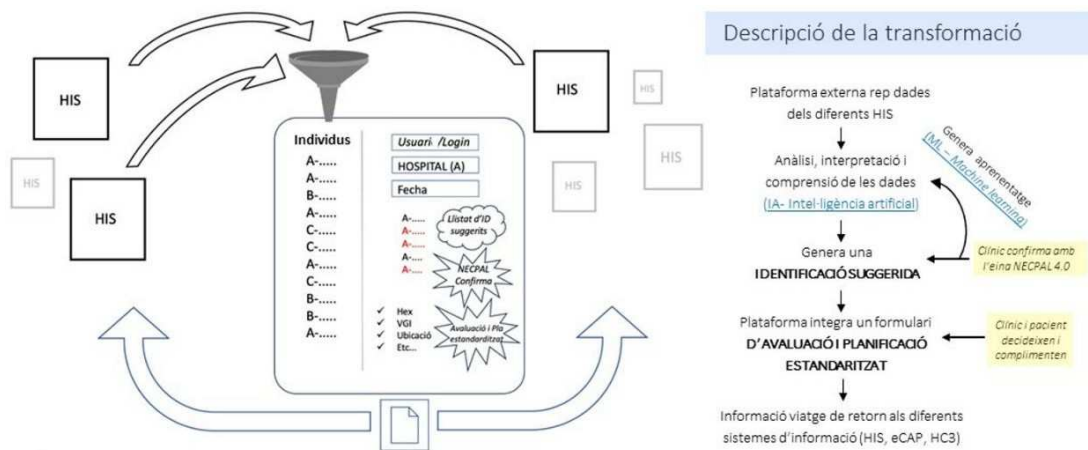 HIS
HIS
HIS
HIS
HIS
HIS
HIS
Individus
A-.....
A-.....
B-.....
A-.....
C-.....
C-.....
A-.....
C-.....
B-.....
B-.....
A-.....
Usuari /Login
HOSPITAL (A)
Fecha
A-.....
A-.....
A-.....
A-....
A-....
Llistat d'ID
suggerits
NECPAL
Confirma
✓ Hex
✓ VGI
✓ Ubicació
✓ Etc...
Avaluació i Pla
estandarditzat
Descripció de la transformació
Plataforma externa rep dades
dels diferents HIS
Anàlisi, interpretació i
comprensió de les dades
(IA- Intel·ligència artificial)
Genera aprenentatge
(ML – Machine learning)
Genera una
IDENTIFICACIÓ SUGGERIDA
Clínic confirma amb
l'eina NECPAL 4.0
Plataforma integra un formulari
D'AVALUACIÓ I PLANIFICACIÓ
ESTANDARITZAT
Clínic i pacient
decideixen i
complimenten
Informació viatge de retorn als diferents
sistemes d'informació (HIS, eCAP, HC3)